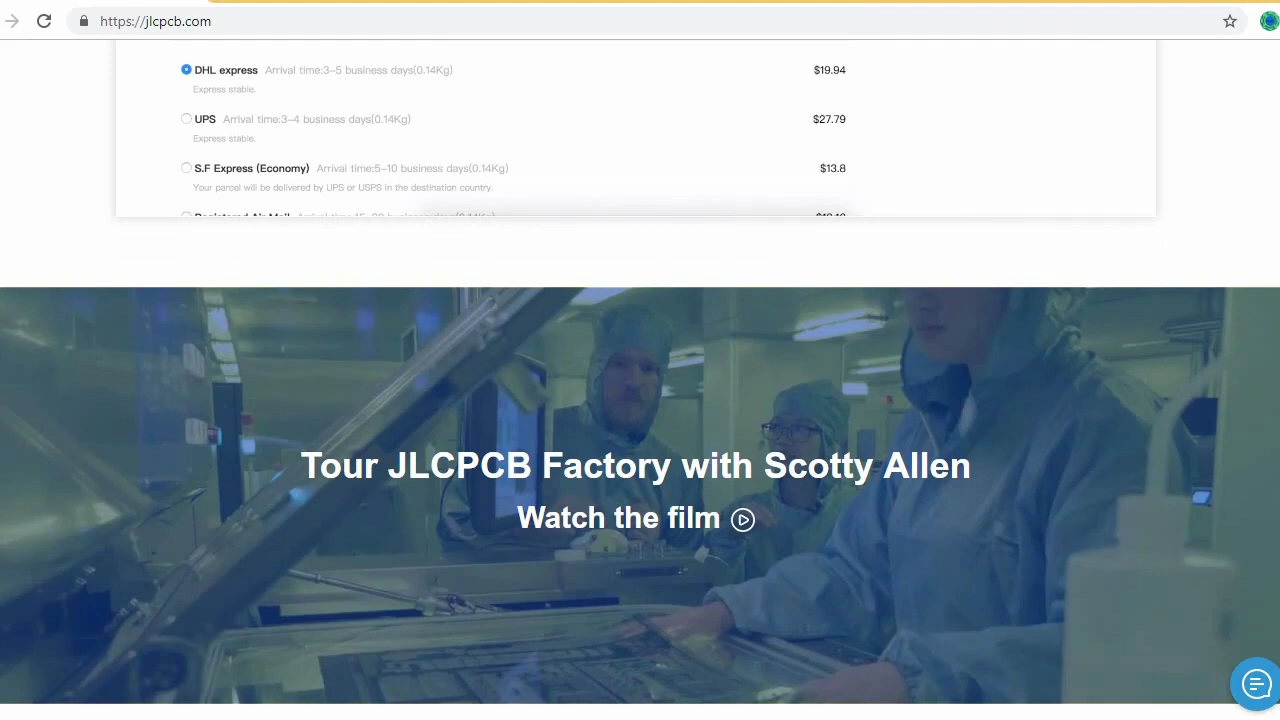 https://jlcpcb.com
DHL express Arrival time:3-5 business days(0.14Kg) $19.94
Express stable.
UPS Arrival time:3-4 business days(0.14Kg) $27.79
Express stable.
S.F Express (Economy) Arrival time:5-10 business days(0.14Kg) $13.8
Your parcel will be delivered by UPS or USPS in the destination country.
Registered Air Mail
Tour JLCPCB Factory with Scotty Allen
Watch the film